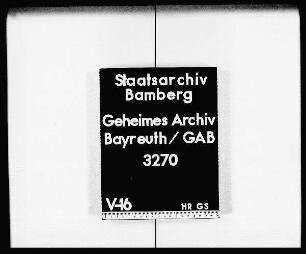 Staatsarchiv
Bamberg
Geheimes Archiv
Bayreuth / GAB
3270
V-16 HR GS